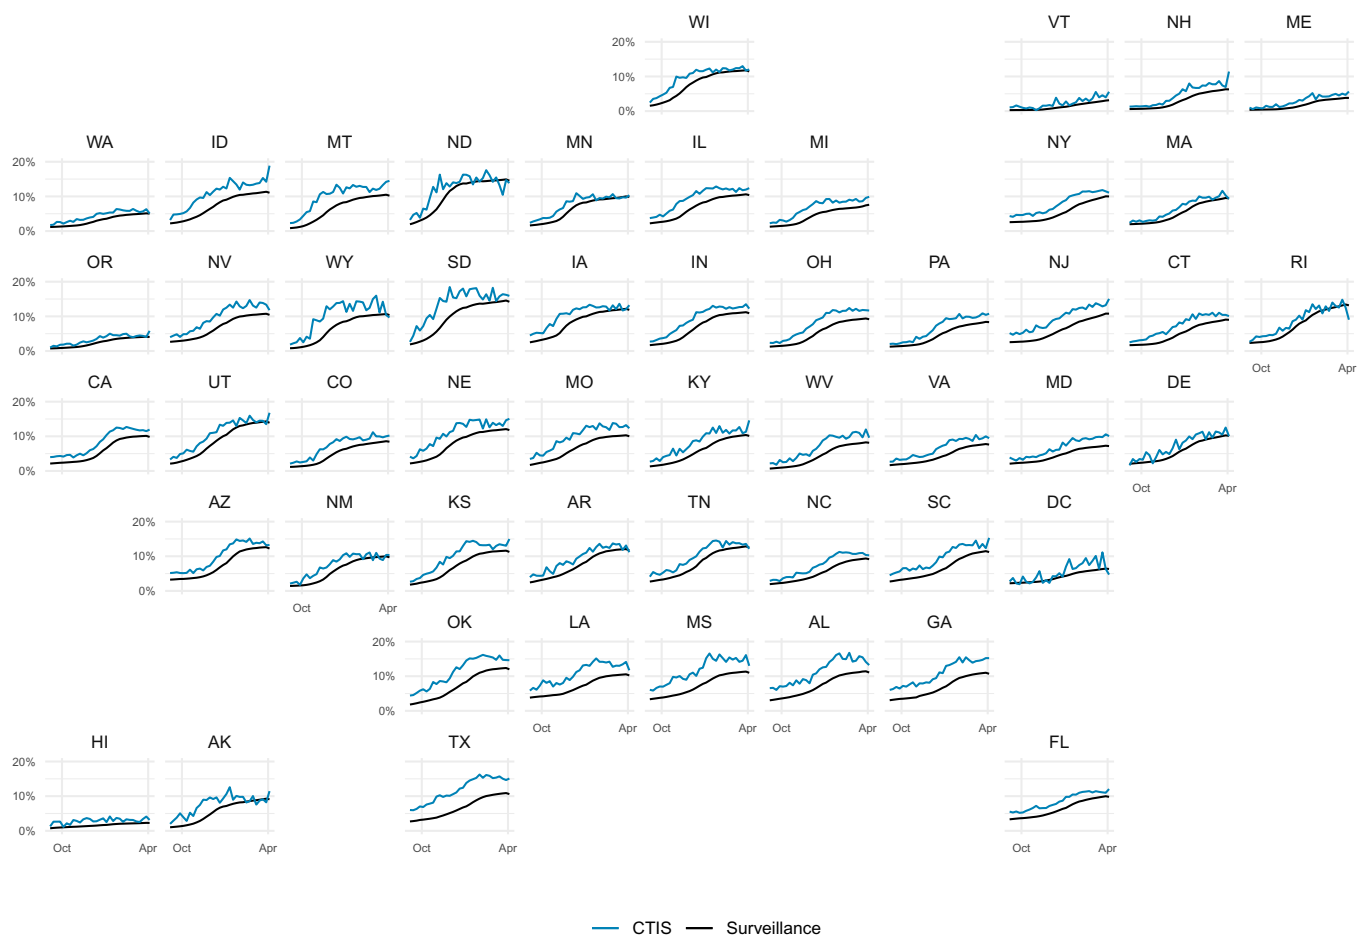 WI VT NH ME
20%
10%
0%
WA ID MT ND MN IL MI NY MA
20%
10%
0%
OR NV WY SD IA IN OH PA NJ CT RI
20%
10%
0%
Oct Apr
CA UT CO NE MO KY WV VA MD DE
20%
10%
0%
Oct Apr
AZ NM KS AR TN NC SC DC
20%
10%
0%
Oct Apr
OK LA MS AL GA
20%
10%
0%
Oct Apr Oct Apr Oct Apr Oct Apr
HI AK TX FL
20%
10%
0%
Oct Apr Oct Apr Oct Apr Oct Apr
CTIS Surveillance